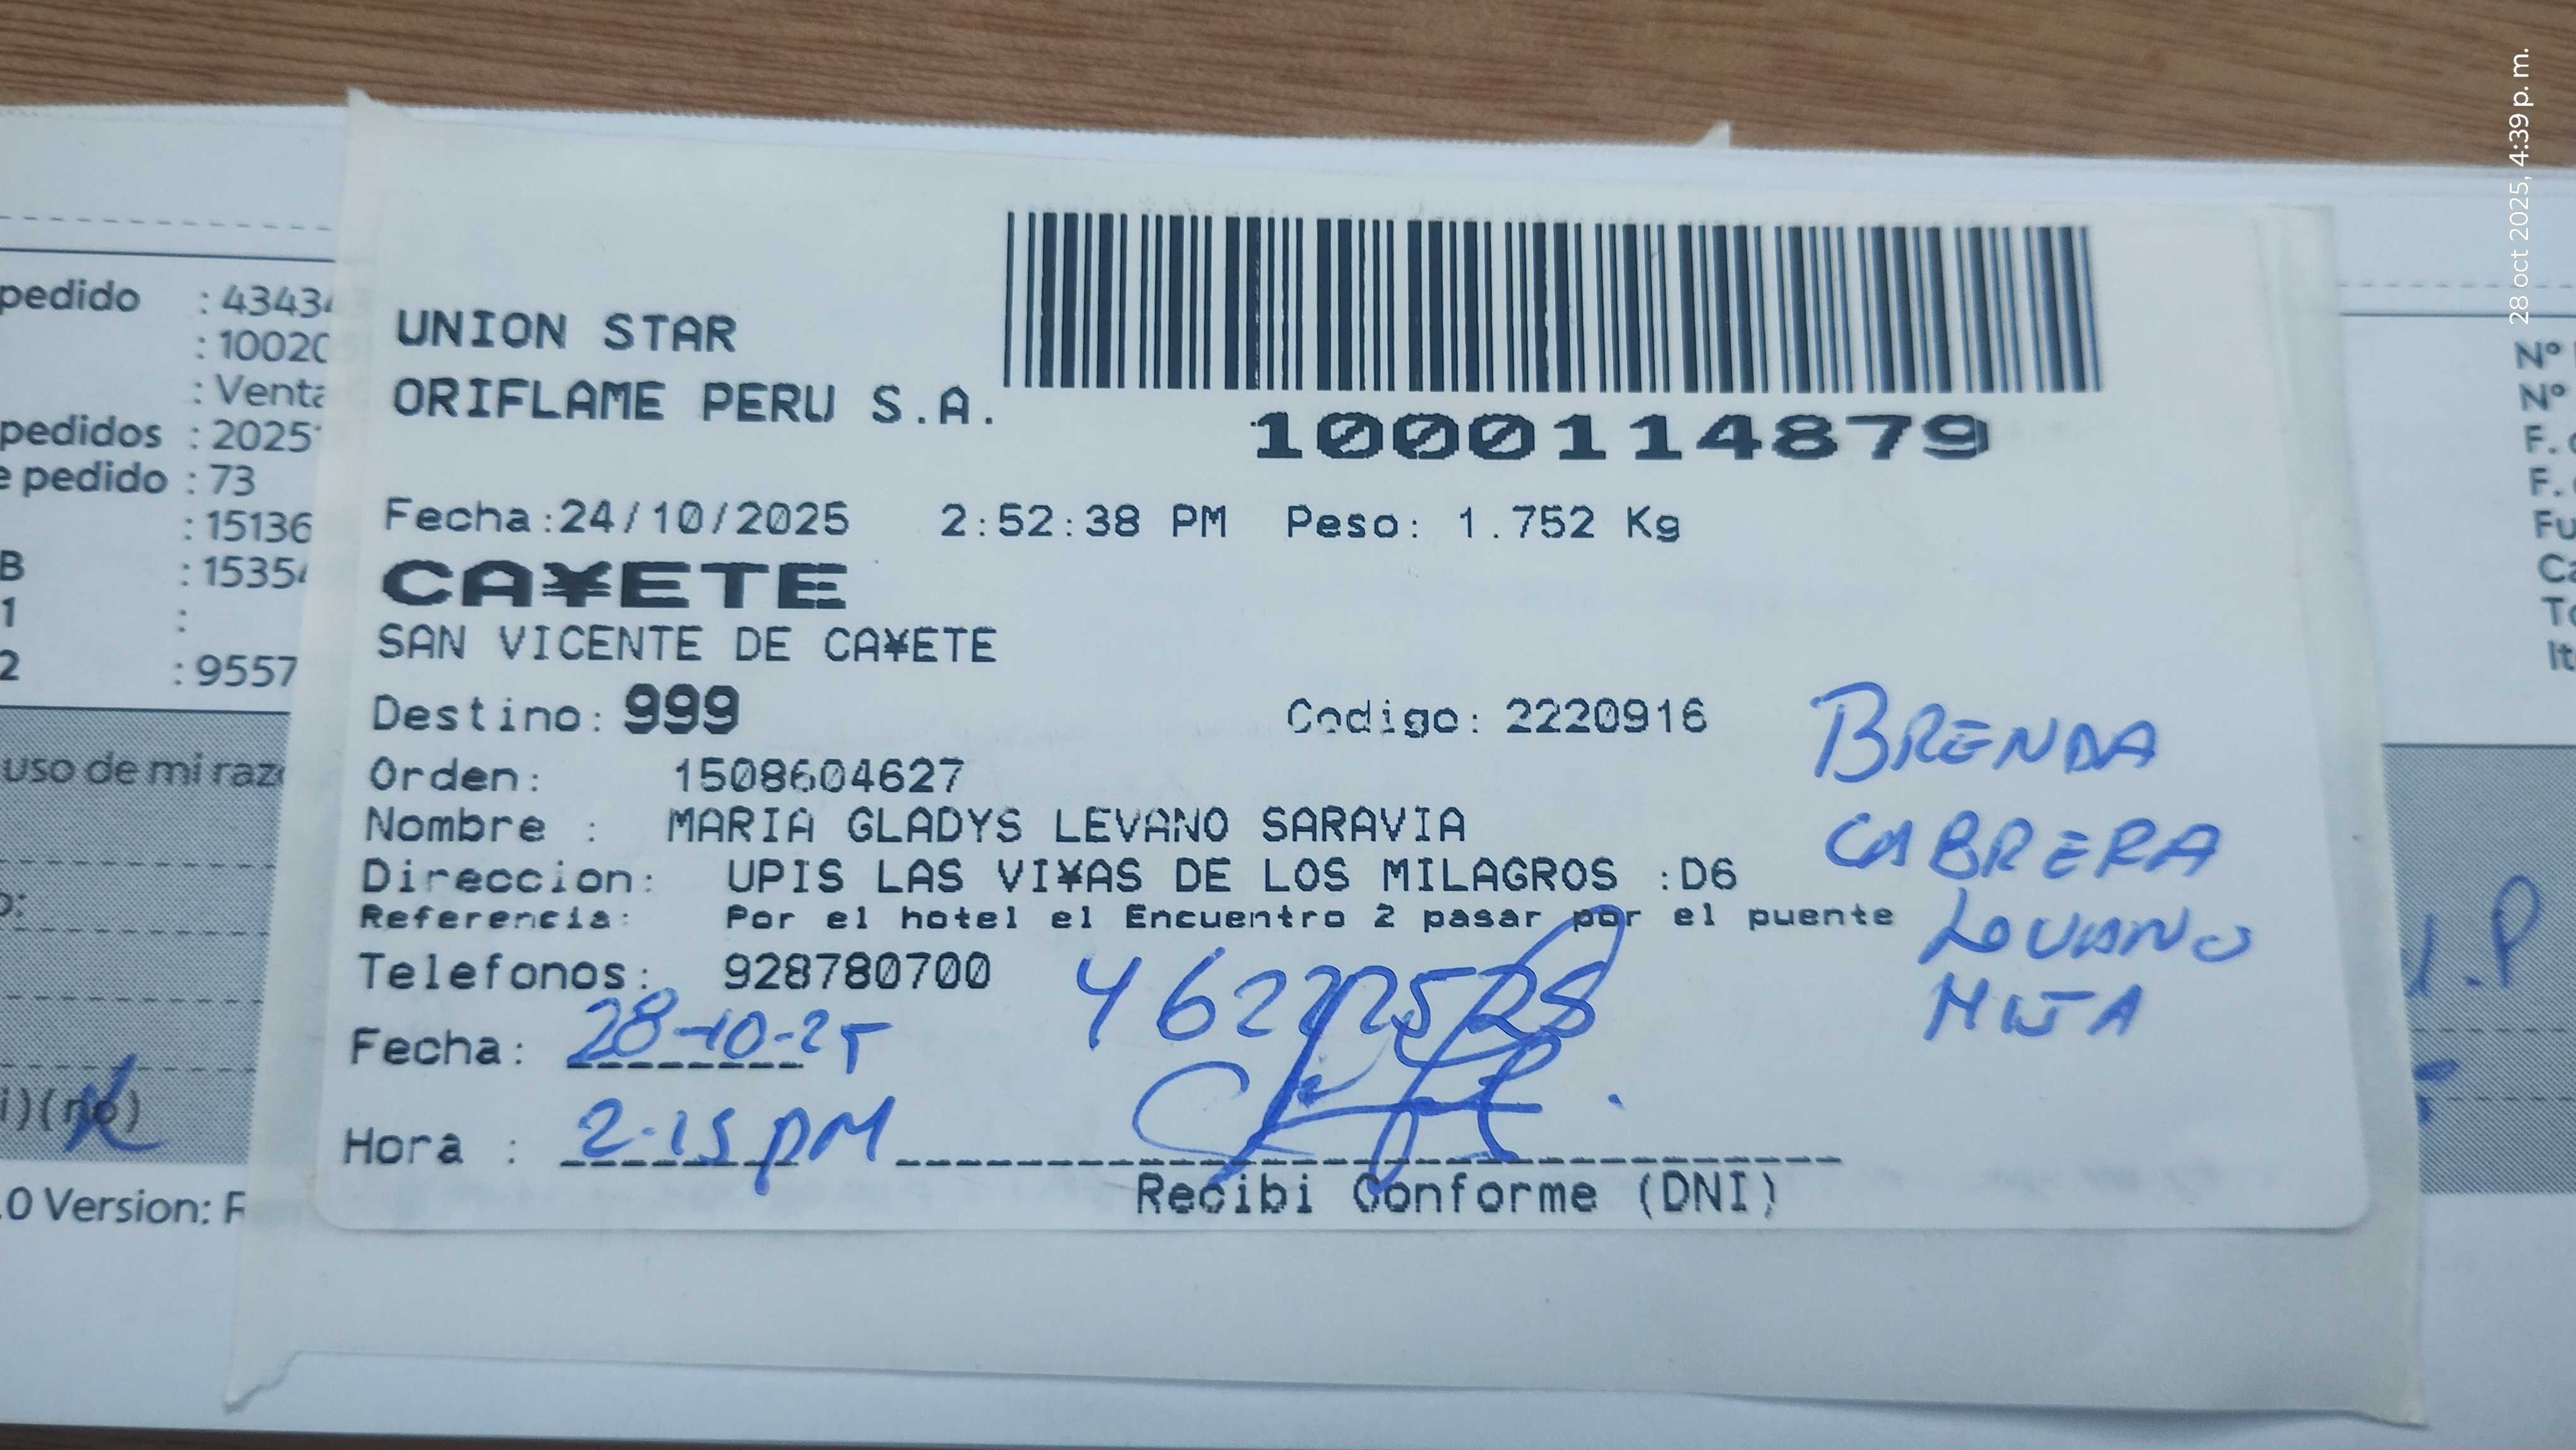 28 oct 2025, 4:39 p. m.
UNION STAR
ORIFLAME PERU S.A.
1000114879
Fecha:24/10/2025 2:52:38 PM Peso: 1.752 Kg
CA¥ETE
SAN VICENTE DE CA¥ETE
Destino: 999 Codigo: 2220916
Orden: 1508604627
Nombre : MARIA GLADYS LEVANO SARAVIA
Direccion: UPIS LAS VI¥AS DE LOS MILAGROS :D6
Referencia: Por el hotel el Encuentro 2 pasar por el puente
Telefonos: 928780700
Fecha: 28-10-25
Hora : 2-15 PM
Recibi Conforme (DNI)
BRENDA
CABRERA
LOVANO
HIJA
pedido : 4343
: 1002
: Venta
pedidos : 2025
e pedido : 73
: 15136
B : 1535
1 :
2 : 9557
uso de mi raz
i)(no)
.0 Version: F
Nº
Nº
F.
F.
Fu